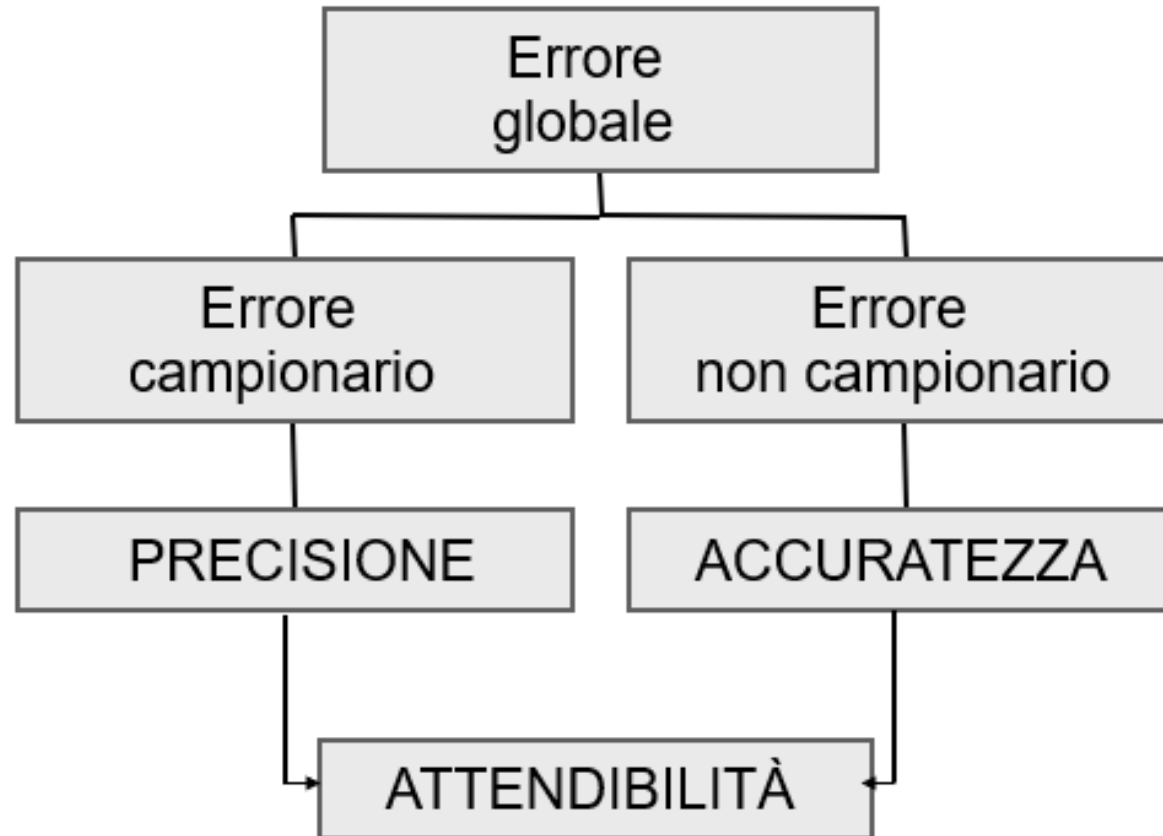 Errore
globale
Errore
campionario
Errore
non campionario
PRECISIONE
ACCURATEZZA
ATTENDIBILITÀ